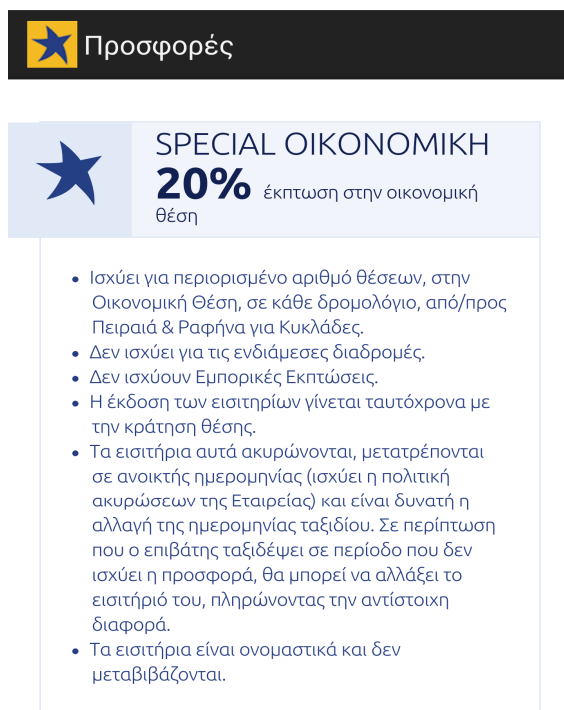 Προσφορές
SPECIAL ΟΙΚΟΝΟΜΙΚΗ
20% έκπτωση στην οικονομική
θέση
• Ισχύει για περιορισμένο αριθμό θέσεων, στην
Οικονομική Θέση, σε κάθε δρομολόγιο, από/προς
Πειραιά & Ραφήνα για Κυκλάδες.
• Δεν ισχύει για τις ενδιάμεσες διαδρομές.
• Δεν ισχύουν Εμπορικές Εκπτώσεις.
• Η έκδοση των εισιτηρίων γίνεται ταυτόχρονα με
την κράτηση θέσης.
• Τα εισιτήρια αυτά ακυρώνονται, μετατρέπονται
σε ανοικτής ημερομηνίας (ισχύει η πολιτική
ακυρώσεων της Εταιρείας) και είναι δυνατή η
αλλαγή της ημερομηνίας ταξιδίου. Σε περίπτωση
που ο επιβάτης ταξιδέψει σε περίοδο που δεν
ισχύει η προσφορά, θα μπορεί να αλλάξει το
εισιτήριό του, πληρώνοντας την αντίστοιχη
διαφορά.
• Τα εισιτήρια είναι ονομαστικά και δεν
μεταβιβάζονται.